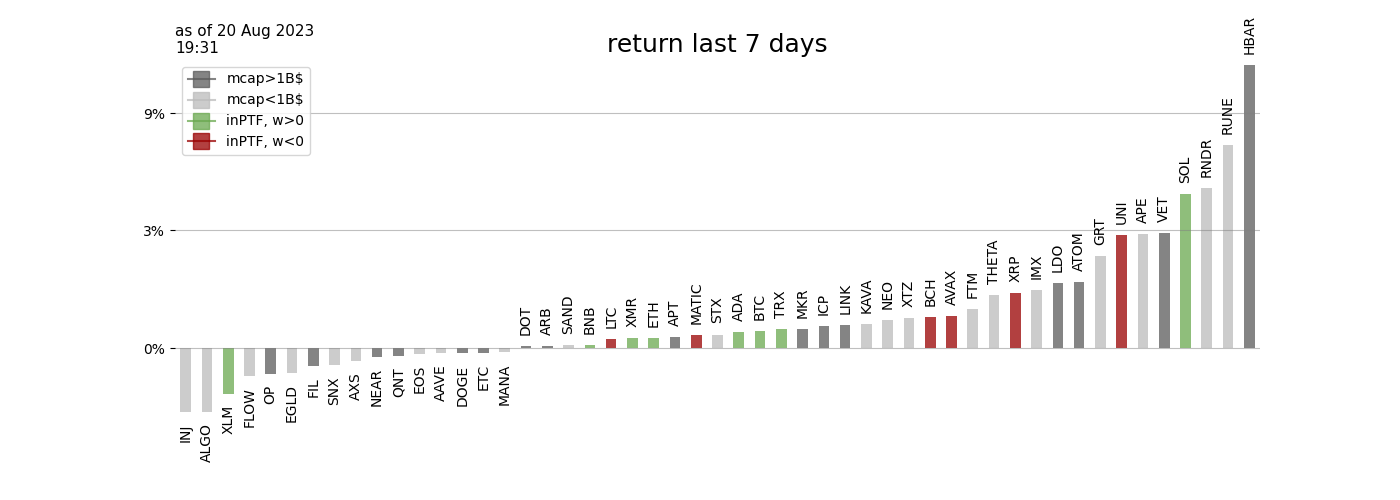 as of 20 Aug 2023
19:31
return last 7 days
mcap>1B$
mcap<1B$
inPTF, w>0
inPTF, w<0
9%
3%
0%
INJ
ALGO
XLM
FLOW
OP
EGLD
FIL
SNX
AXS
NEAR
QNT
EOS
AAVE
DOGE
ETC
MANA
DOT
ARB
SAND
BNB
LTC
XMR
ETH
APT
MATIC
STX
ADA
BTC
TRX
MKR
ICP
LINK
KAVA
NEO
XTZ
BCH
AVAX
FTM
THETA
XRP
IMX
LDO
ATOM
GRT
UNI
APE
VET
SOL
RNDR
RUNE
HBAR